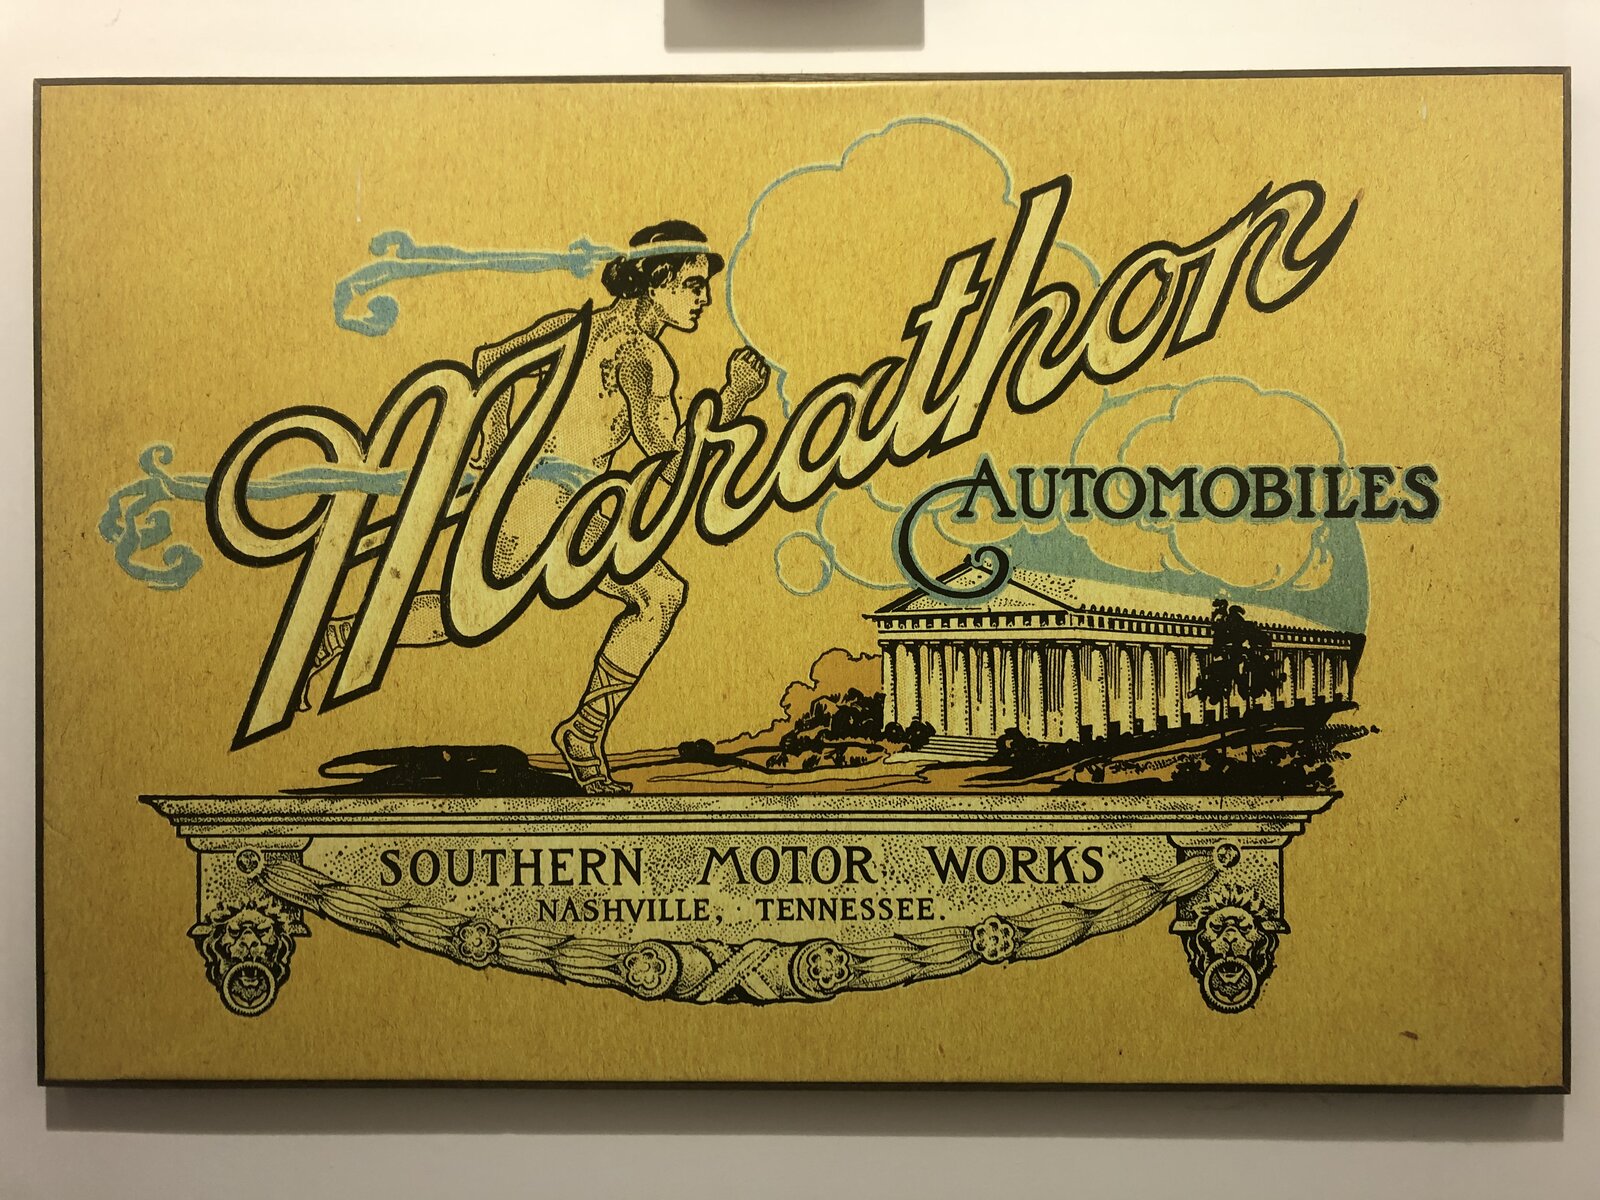 Marathon
AUTOMOBILES
SOUTHERN MOTOR WORKS
NASHVILLE, TENNESSEE.